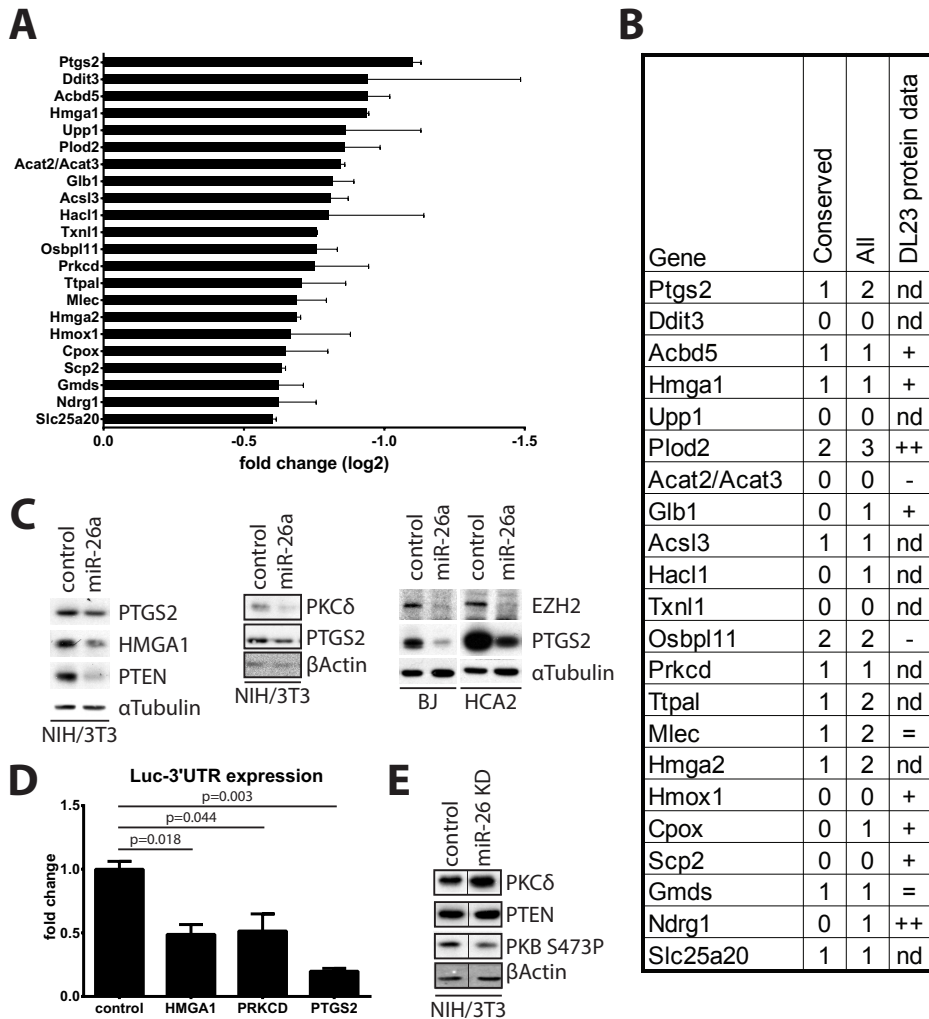 A
Ptgs2
Ddit3
Acbd5
Hmga1
Upp1
Plod2
Acat2/Acat3
Glb1
Acsl3
Hacl1
Txnl1
Osbpl11
Prkcd
Ttpal
Mlec
Hmga2
Hmox1
Cpox
Scp2
Gmds
Ndrg1
Slc25a20
0.0 -0.5 -1.0 -1.5
fold change (log2)
B
Gene Conserved All DL23 protein data
Ptgs2 1 2 nd
Ddit3 0 0 nd
Acbd5 1 1 +
Hmga1 1 1 +
Upp1 0 0 nd
Plod2 2 3 ++
Acat2/Acat3 0 0 -
Glb1 0 1 +
Acsl3 1 1 nd
Hacl1 0 1 nd
Txnl1 0 0 nd
Osbpl11 2 2 -
Prkcd 1 1 nd
Ttpal 1 2 nd
Mlec 1 2 =
Hmga2 1 2 nd
Hmox1 0 0 +
Cpox 0 1 +
Scp2 0 0 +
Gmds 1 1 =
Ndrg1 0 1 ++
Slc25a20 1 1 nd
C
control miR-26a
PTGS2
HMGA1
PTEN
αTubulin
NIH/3T3
control miR-26a
PKCδ
PTGS2
βActin
NIH/3T3
control miR-26a control miR-26a
EZH2
PTGS2
αTubulin
BJ HCA2
D
Luc-3'UTR expression
p=0.003
p=0.044
p=0.018
fold change
1.5
1.0
0.5
0.0
control HMGA1 PRKCD PTGS2
E
control miR-26 KD
PKCδ
PTEN
PKB S473P
βActin
NIH/3T3